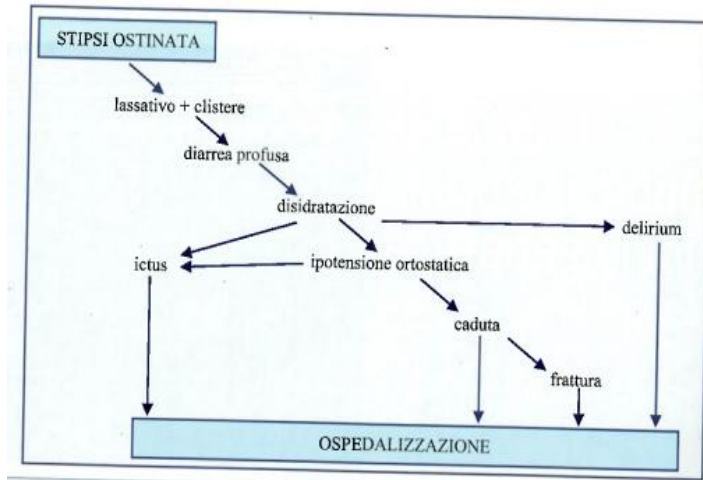 STIPSI OSTINATA
lassativo + clistere
diarrea profusa
disidratazione
delirium
ictus
ipotensione ortostatica
caduta
frattura
OSPEDALIZZAZIONE